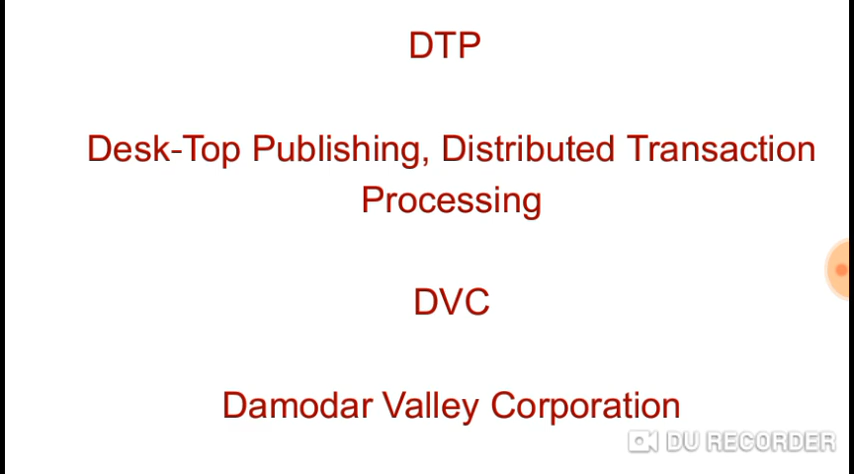 DTP
Desk-Top Publishing, Distributed Transaction
Processing
DVC
Damodar Valley Corporation
DU RECORDER